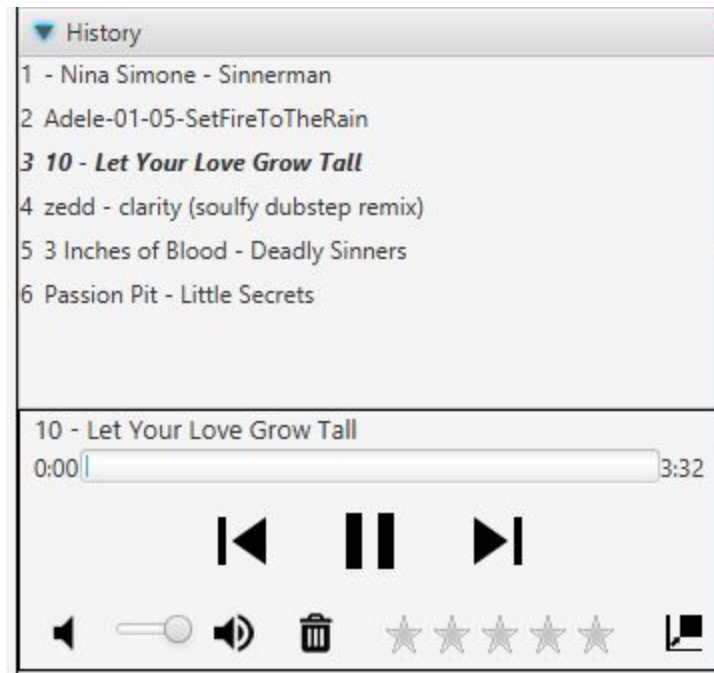 History
1 - Nina Simone - Sinnerman
2 Adele-01-05-SetFireToTheRain
3 10 - Let Your Love Grow Tall
4 zedd - clarity (soulfy dubstep remix)
5 3 Inches of Blood - Deadly Sinners
6 Passion Pit - Little Secrets
10 - Let Your Love Grow Tall
0:00 3:32